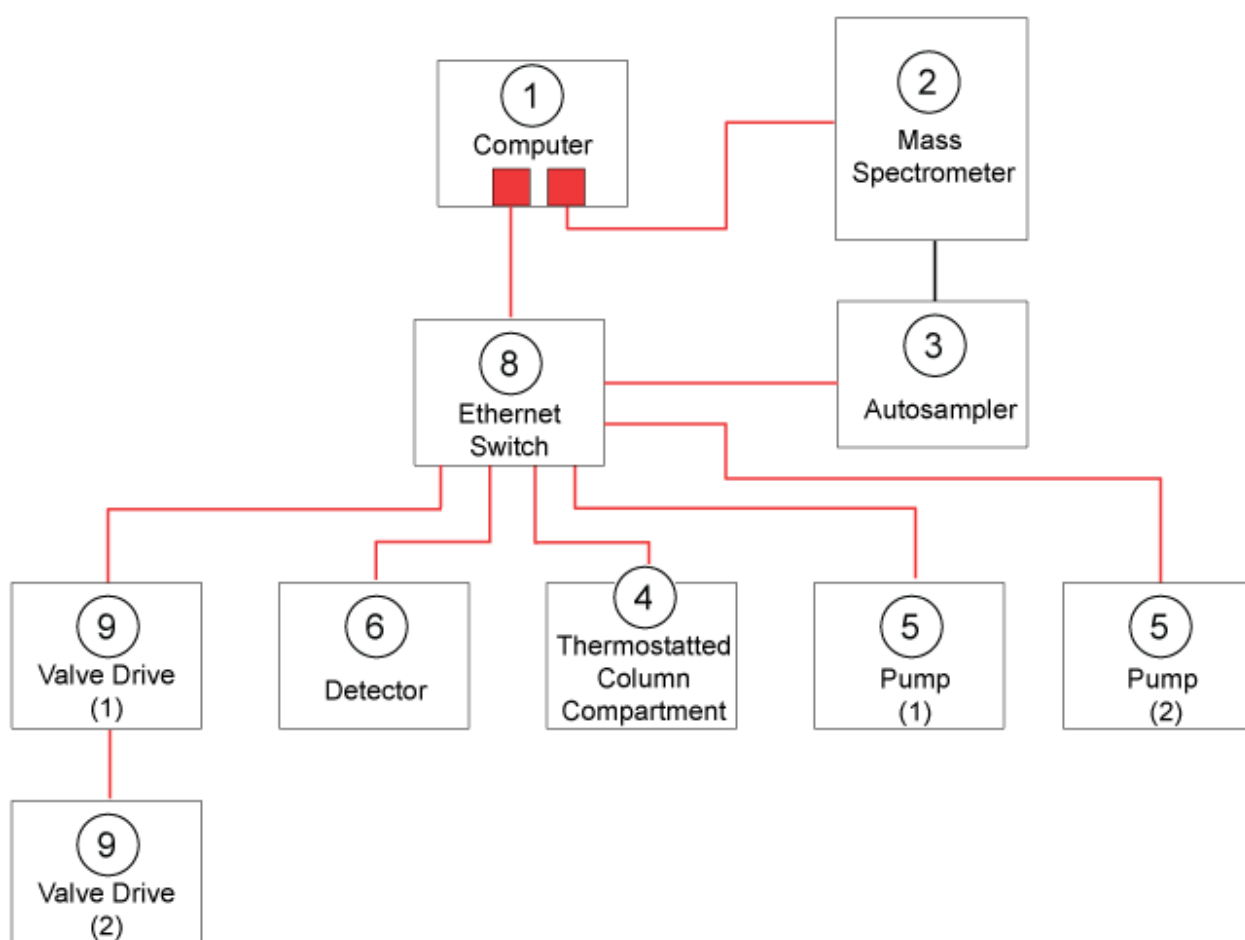 1
Computer
2
Mass
Spectrometer
3
Autosampler
8
Ethernet
Switch
9
Valve Drive
(1)
6
Detector
4
Thermostatted
Column
Compartment
5
Pump
(1)
5
Pump
(2)
9
Valve Drive
(2)